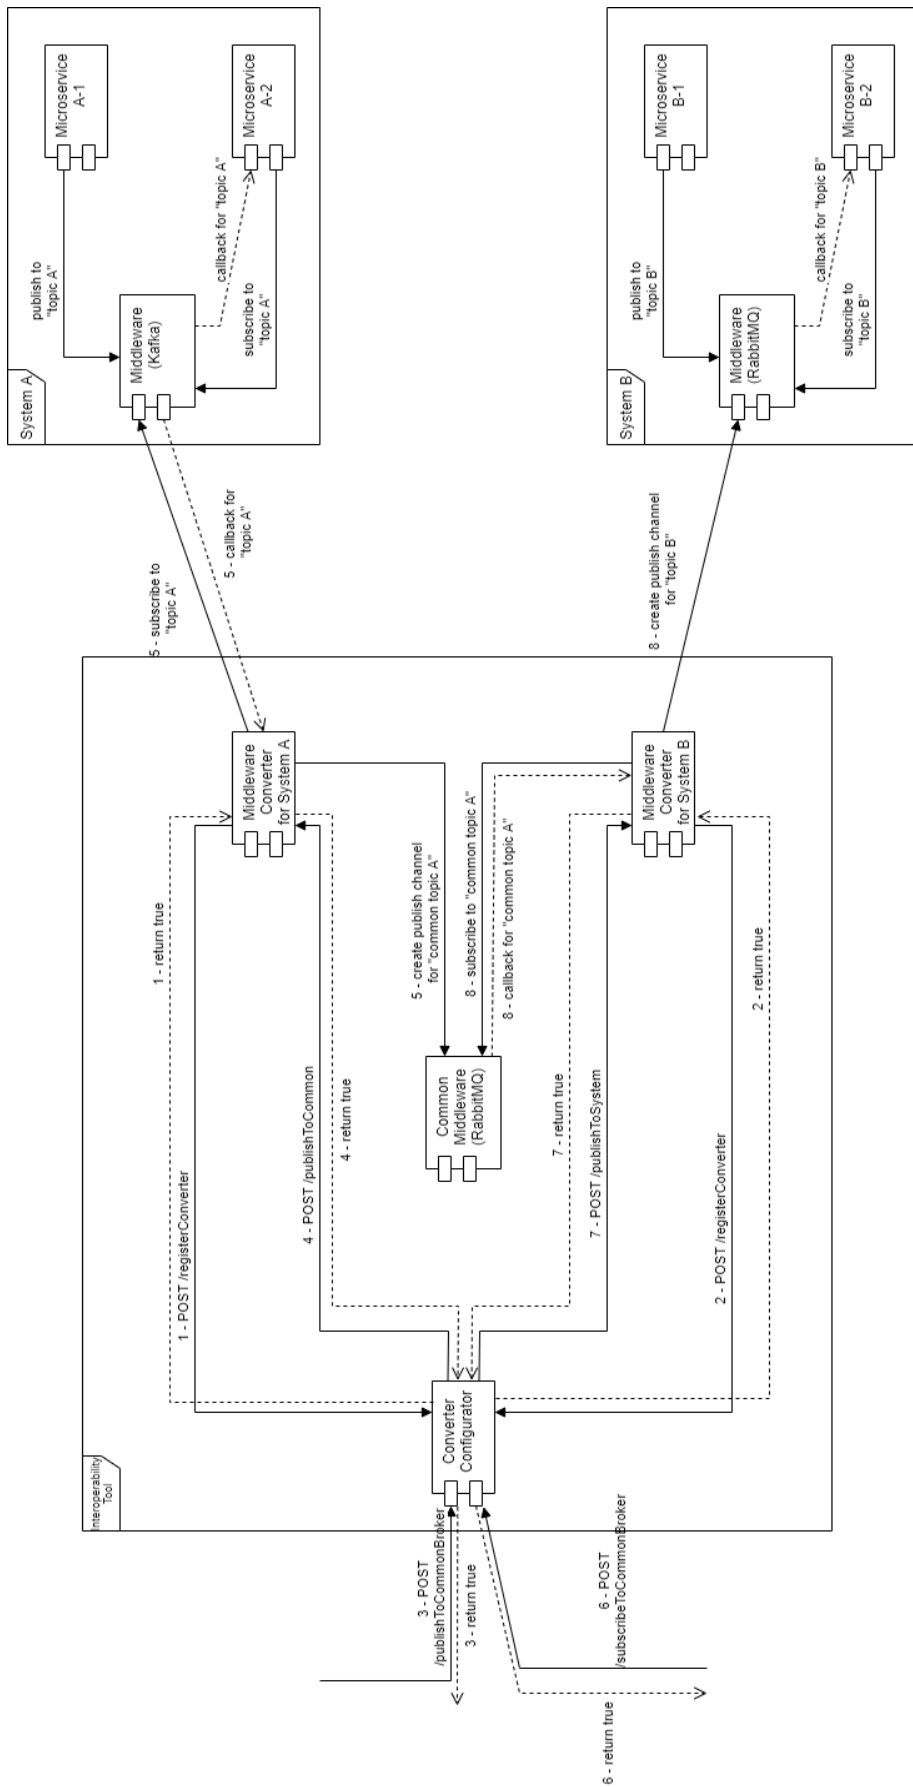 System A
Microservice
A-1
Microservice
A-2
publish to
"topic A"
callback for "topic A"
subscribe to
"topic A"
Middleware
(Kafka)
System B
Microservice
B-1
Microservice
B-2
publish to
"topic B"
callback for "topic B"
subscribe to
"topic B"
Middleware
(RabbitMQ)
5 - subscribe to
"topic A"
5 - callback for
"topic A"
8 - create publish channel
for "topic B"
Interoperability
Tool
Middleware
Converter
for System A
Middleware
Converter
for System B
1 - return true
1 - POST /registerConverter
4 - POST /publishToCommon
4 - return true
5 - create publish channel
for "common topic A"
8 - subscribe to "common topic A"
8 - callback for "common topic A"
Common
Middleware
(RabbitMQ)
7 - return true
7 - POST /publishToSystem
2 - POST /registerConverter
2 - return true
Converter
Configurator
3 - POST
/publishToCommonBroker
3 - return true
6 - POST
/subscribeToCommonBroker
6 - return true